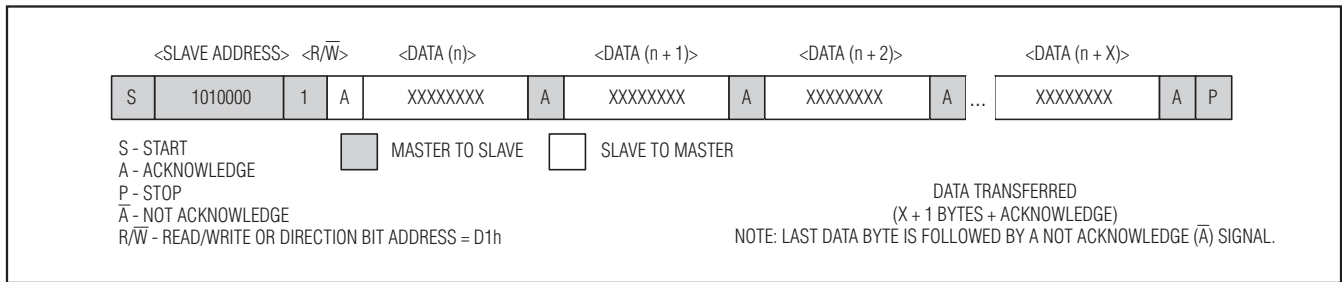 <SLAVE ADDRESS> <R/W̅> <DATA (n)> <DATA (n + 1)> <DATA (n + 2)> <DATA (n + X)>
S 1010000 1 A XXXXXXXX A XXXXXXXX A XXXXXXXX A ... XXXXXXXX A P
S - START
A - ACKNOWLEDGE
P - STOP
A̅ - NOT ACKNOWLEDGE
R/W̅ - READ/WRITE OR DIRECTION BIT ADDRESS = D1h
MASTER TO SLAVE SLAVE TO MASTER
DATA TRANSFERRED
(X + 1 BYTES + ACKNOWLEDGE)
NOTE: LAST DATA BYTE IS FOLLOWED BY A NOT ACKNOWLEDGE (A̅) SIGNAL.